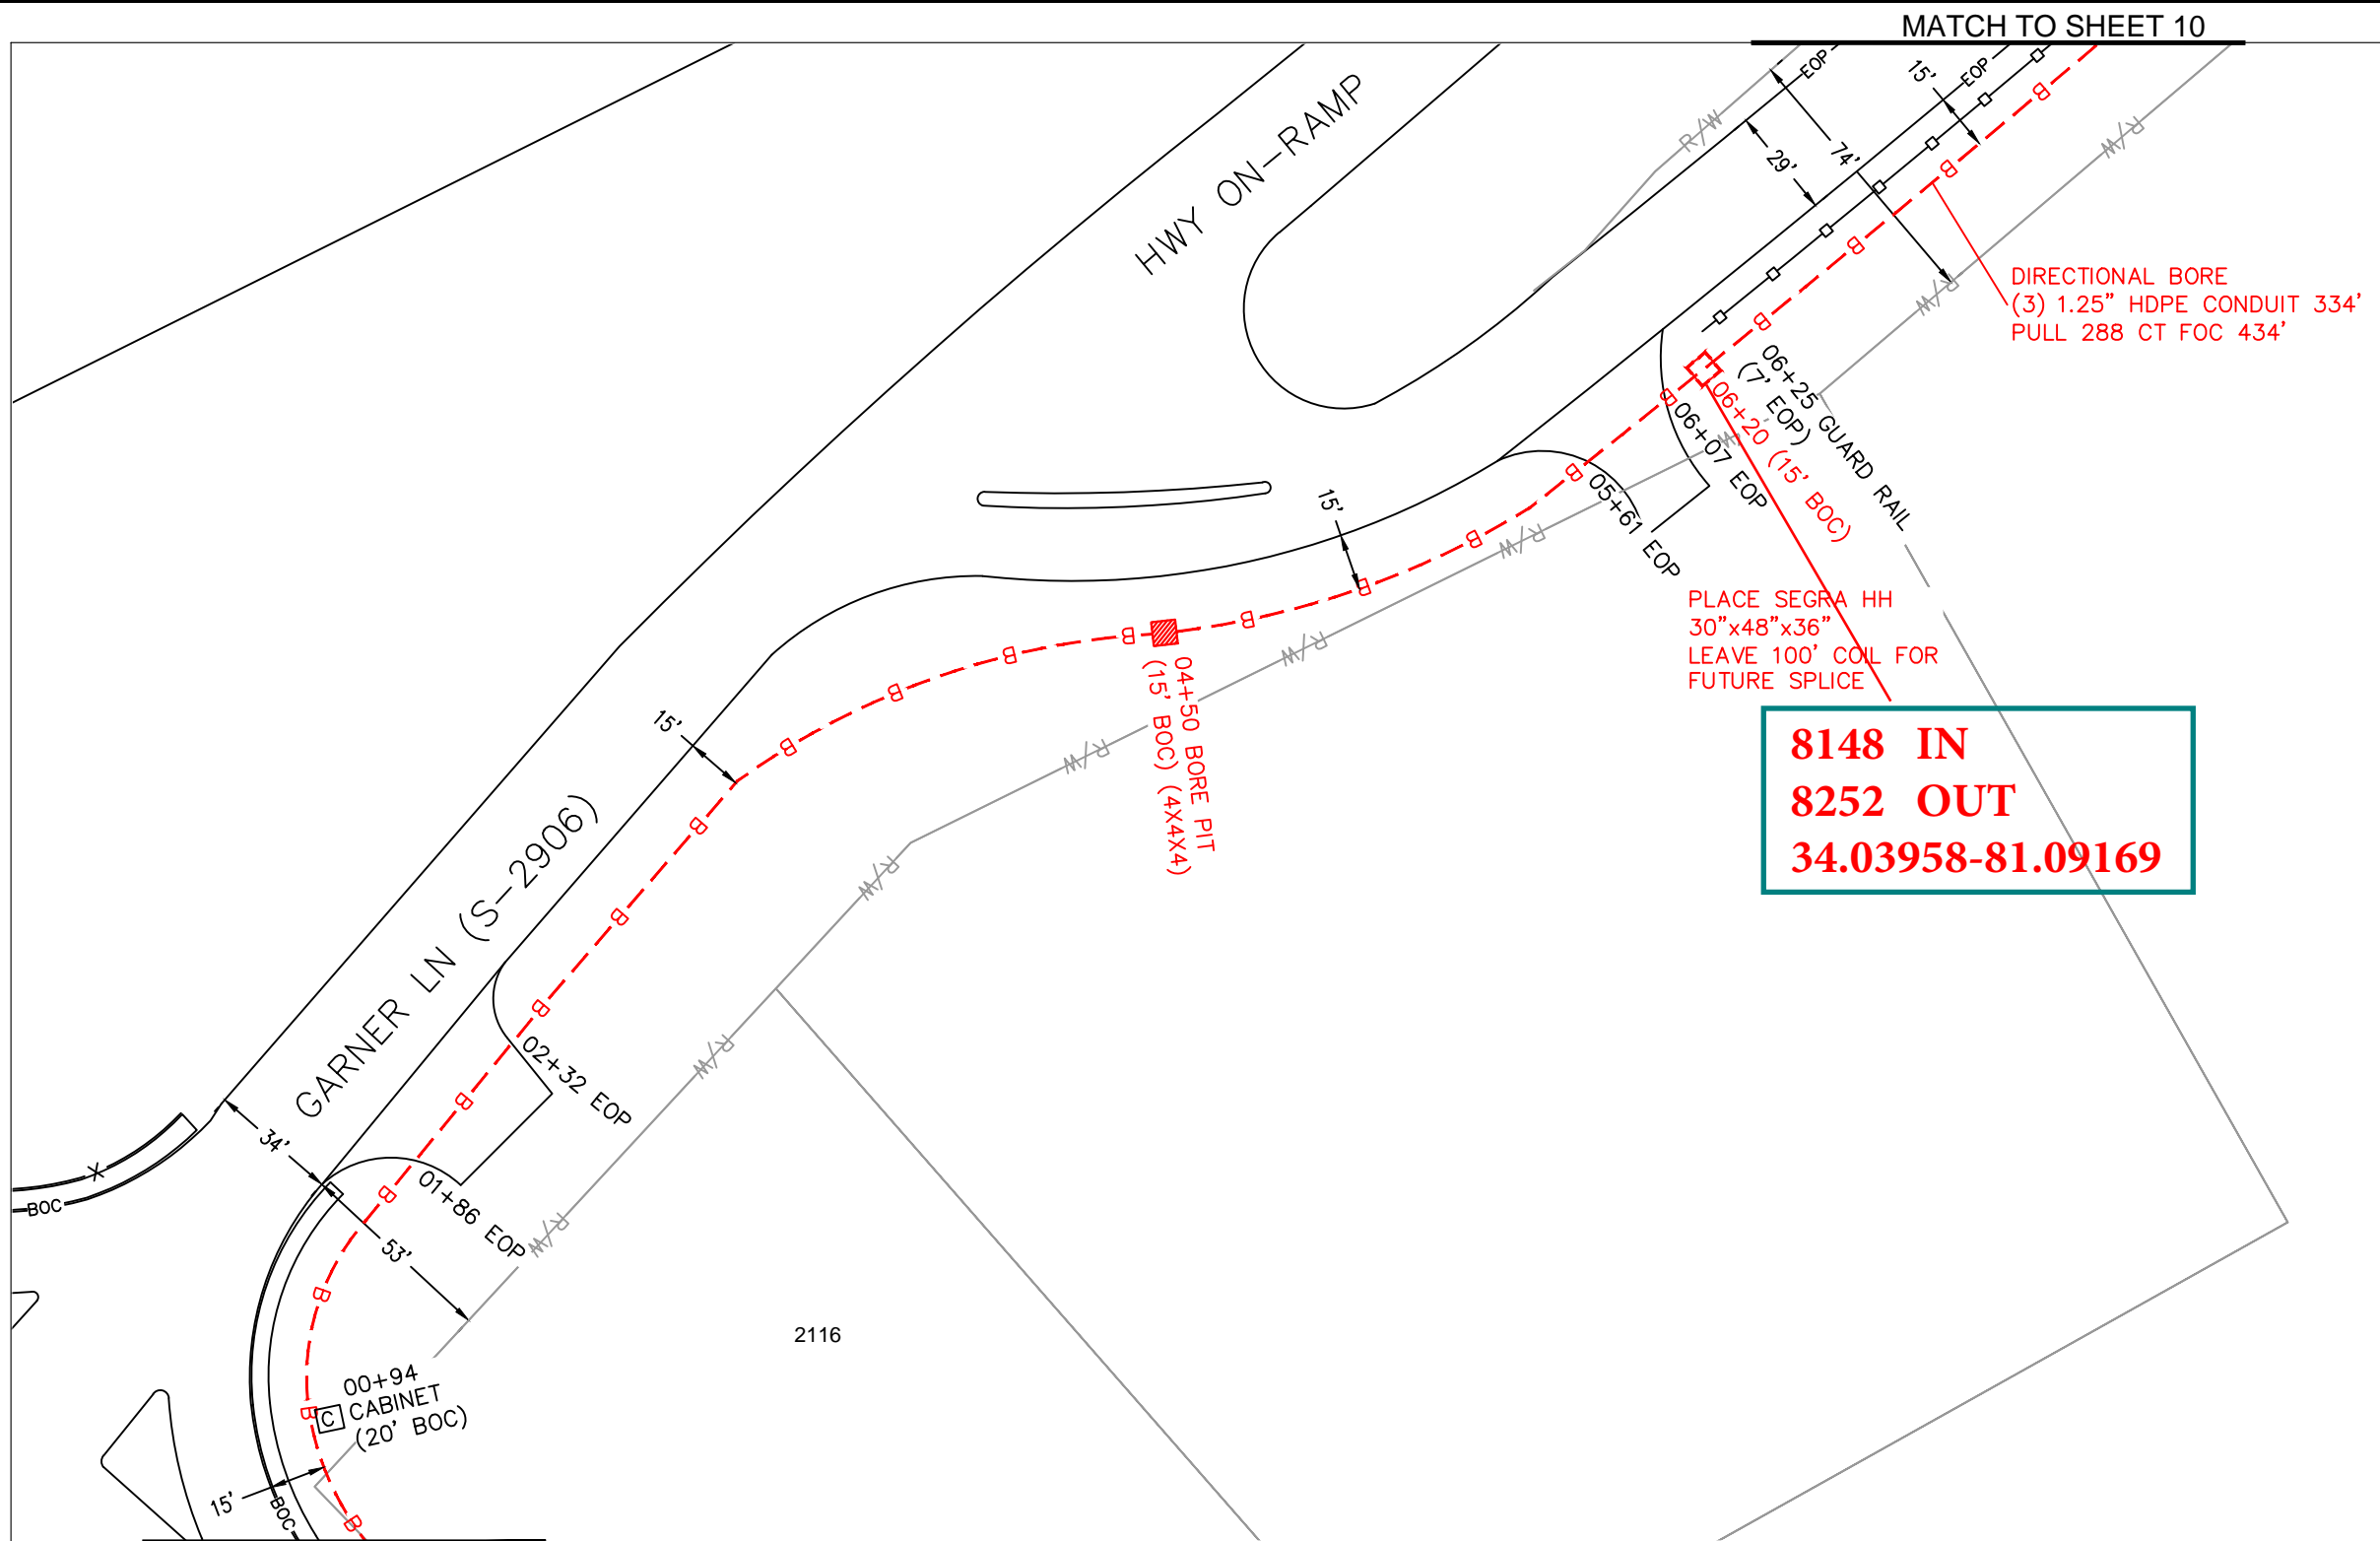 MATCH TO SHEET 10
HWY ON-RAMP
R/W
EOP
EOP
15'
B
74'
29'
B
R/W
B
R/W
B
DIRECTIONAL BORE
(3) 1.25" HDPE CONDUIT 334'
PULL 288 CT FOC 434'
06+25 GUARD RAIL
(7' EOP)
06+20 (15' BOC)
B
06+07 EOP
B
05+61 EOP
15'
B
R/W
B
PLACE SEGRA HH
30"x48"x36"
LEAVE 100' COIL FOR
FUTURE SPLICE
B
B
B
R/W
B
04+50 BORE PIT
(15' BOC) (4X4X4)
8148 IN
8252 OUT
34.03958-81.09169
15'
B
R/W
B
GARNER LN (S-2906)
R/W
B
B
02+32 EOP
R/W
B
34'
X
BOC
B
01+86 EOP
R/W
53'
B
2116
00+94
C CABINET
(20' BOC)
B
15'
BOC
B